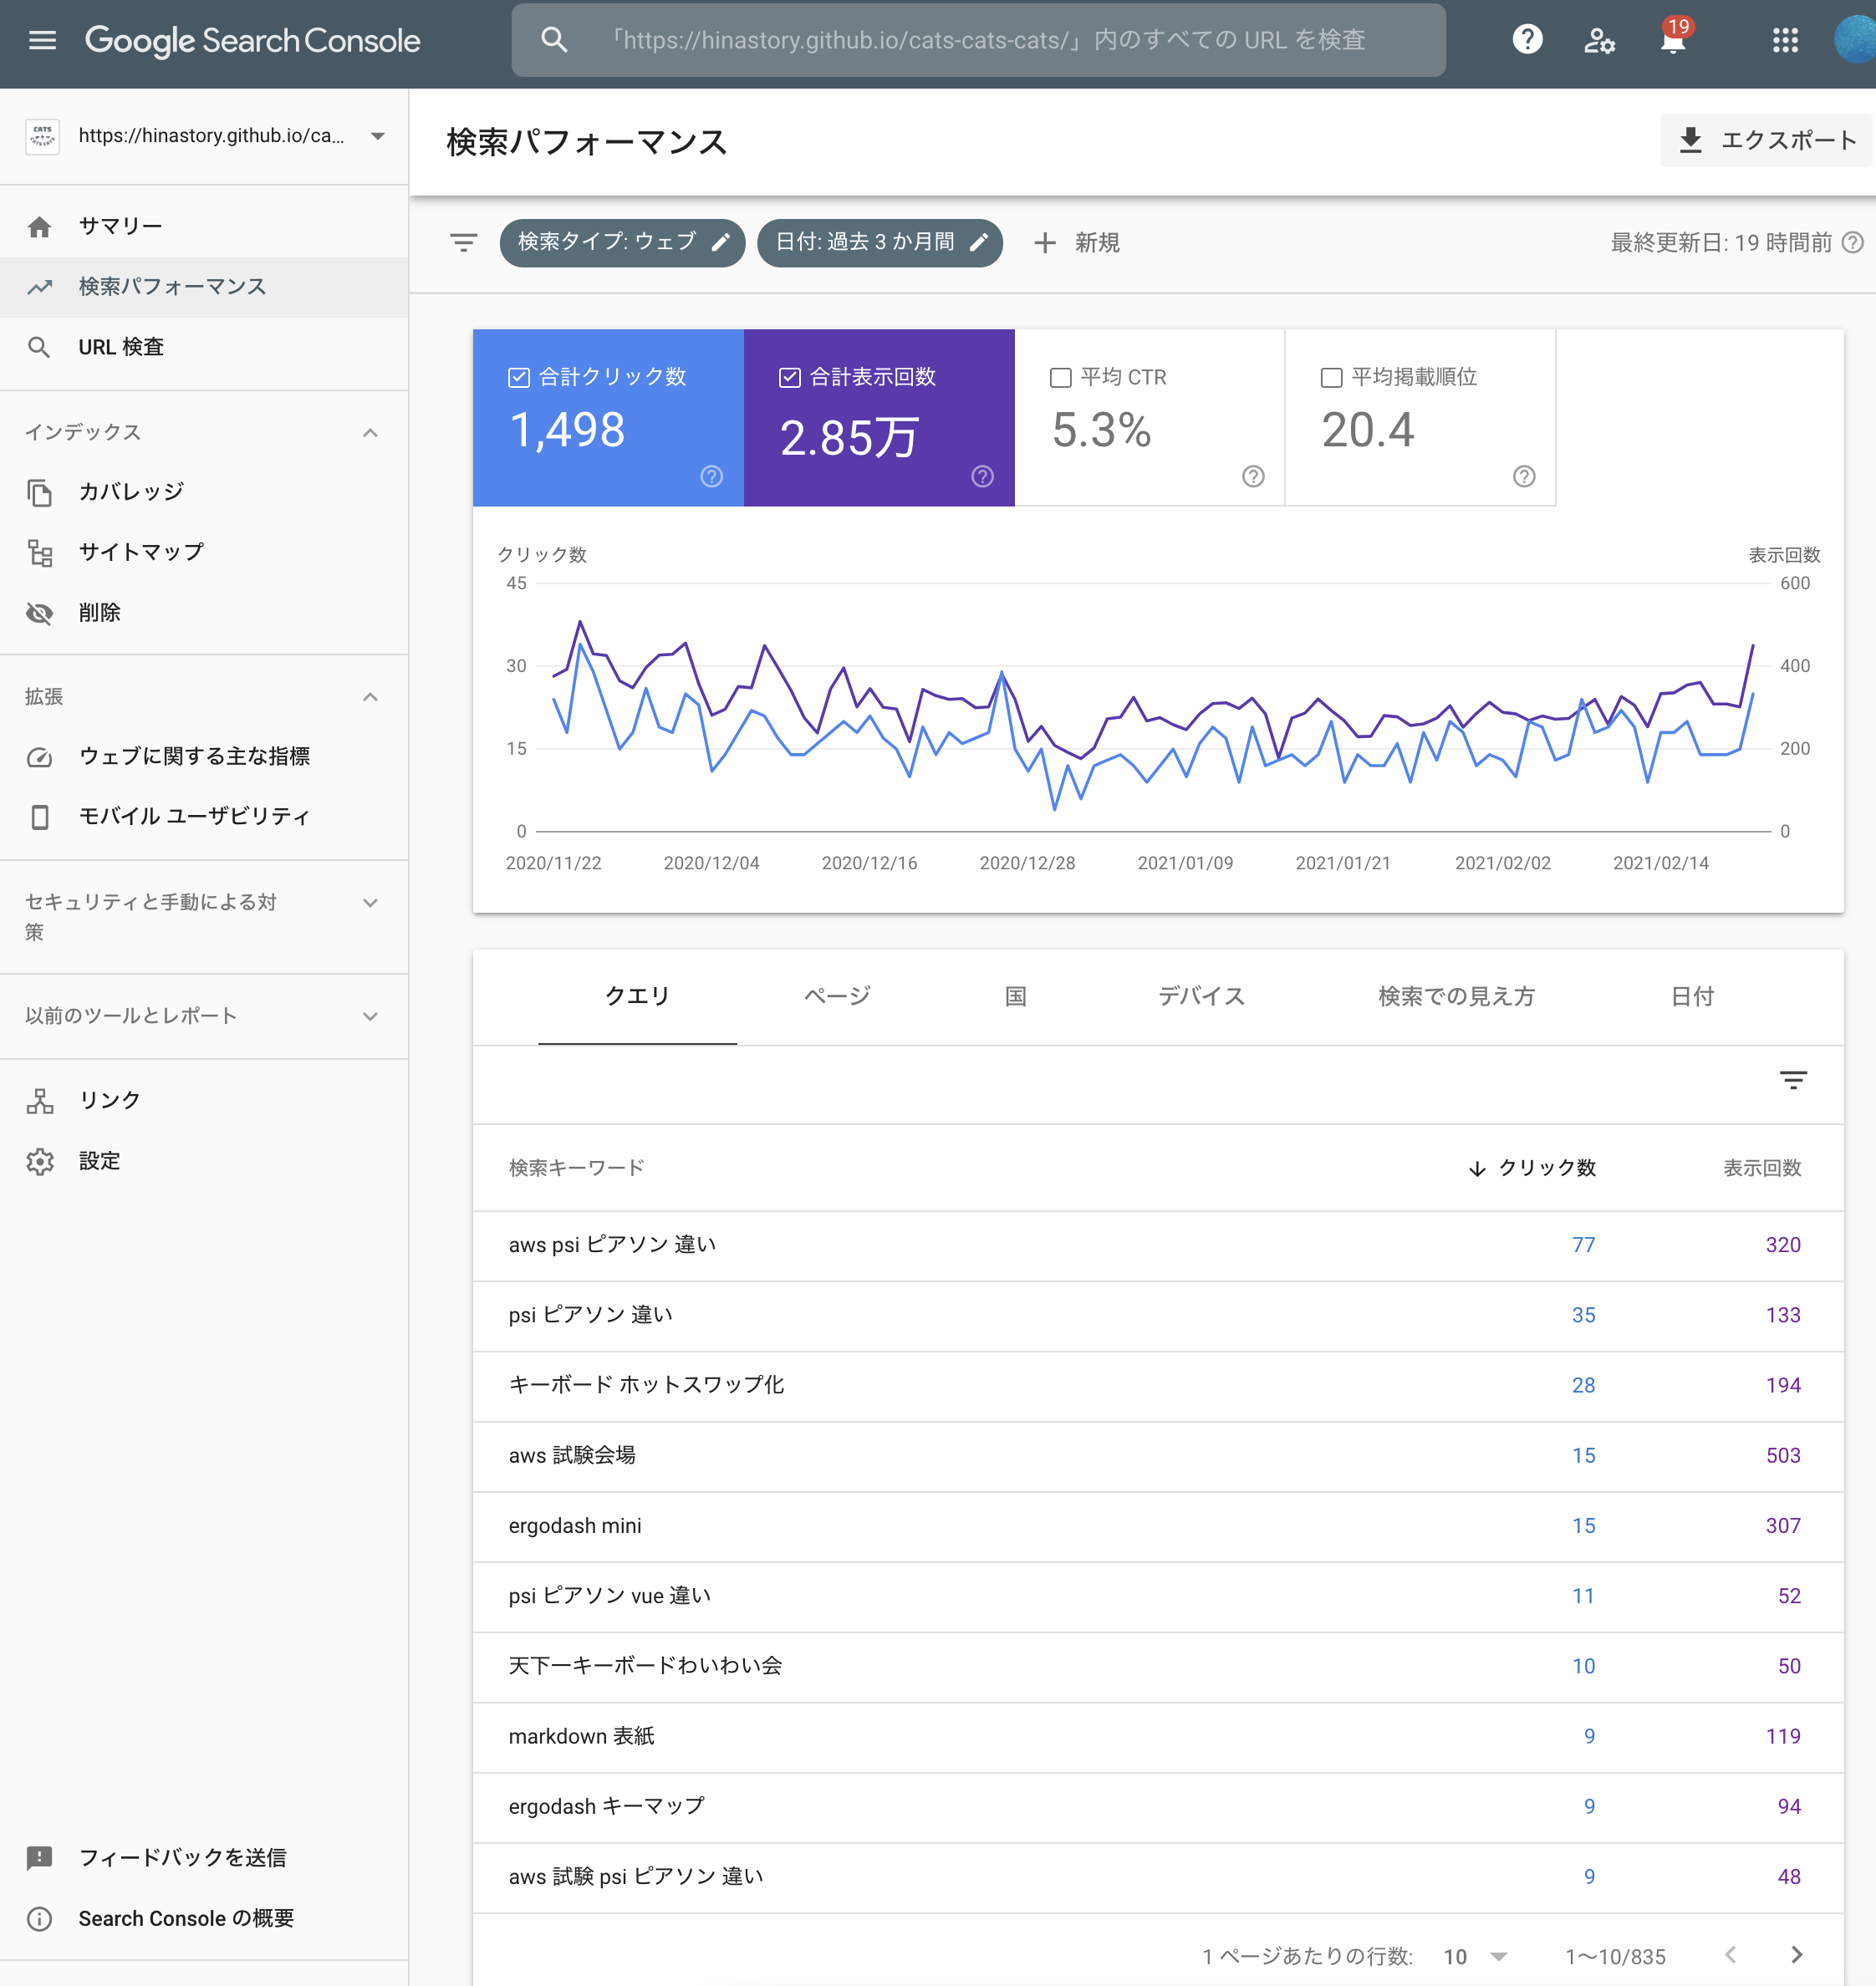 Google Search Console
「https://hinastory.github.io/cats-cats-cats/」内のすべての URL を検査
19
CATS
CATS CATS
https://hinastory.github.io/ca...
検索パフォーマンス
エクスポート
サマリー
検索パフォーマンス
URL 検査
インデックス
カバレッジ
サイトマップ
削除
拡張
ウェブに関する主な指標
モバイル ユーザビリティ
セキュリティと手動による対
策
以前のツールとレポート
リンク
設定
フィードバックを送信
Search Console の概要
検索タイプ: ウェブ
日付: 過去 3 か月間
新規
最終更新日: 19 時間前
合計クリック数
1,498
合計表示回数
2.85万
平均 CTR
5.3%
平均掲載順位
20.4
クリック数 表示回数
45 600
30 400
15 200
0 0
2020/11/22 2020/12/04 2020/12/16 2020/12/28 2021/01/09 2021/01/21 2021/02/02 2021/02/14
クエリ ページ 国 デバイス 検索での見え方 日付
検索キーワード クリック数 表示回数
aws psi ピアソン 違い 77 320
psi ピアソン 違い 35 133
キーボード ホットスワップ化 28 194
aws 試験会場 15 503
ergodash mini 15 307
psi ピアソン vue 違い 11 52
天下一キーボードわいわい会 10 50
markdown 表紙 9 119
ergodash キーマップ 9 94
aws 試験 psi ピアソン 違い 9 48
1 ページあたりの行数: 10 1～10/835